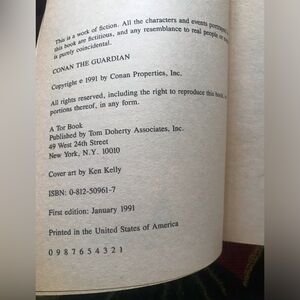 This is a work of fiction. All the characters and events portrayed in
this book are fictitious, and any resemblance to real people or
is purely coincidental.
CONAN THE GUARDIAN
Copyright © 1991 by Conan Properties, Inc.
All rights reserved, including the right to reproduce this book,
portions thereof, in any form.
A Tor Book
Published by Tom Doherty Associates, Inc.
49 West 24th Street
New York, N.Y. 10010
Cover art by Ken Kelly
ISBN: 0-812-50961-7
First edition: January 1991
Printed in the United States of America
0 9 8 7 6 5 4 3 2 1